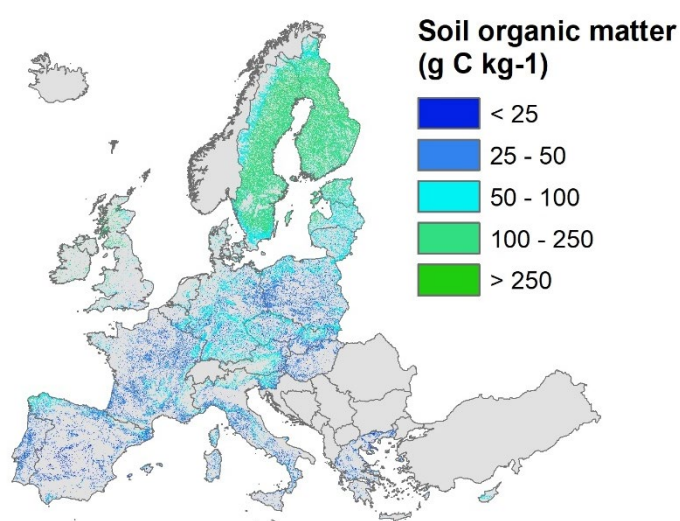 Soil organic matter
(g C kg-1)
< 25
25 - 50
50 - 100
100 - 250
> 250